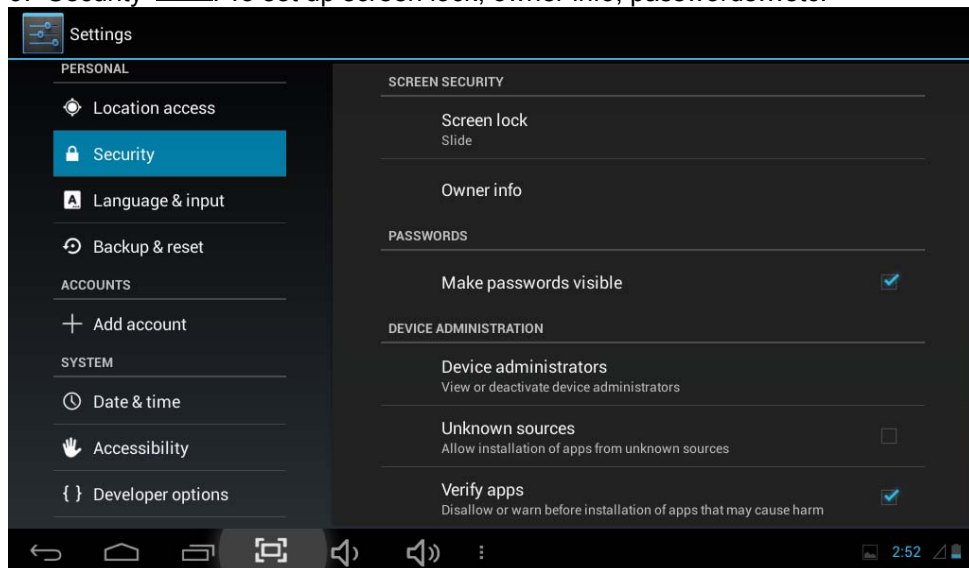 Settings
PERSONAL
Location access
Security
Language & input
Backup & reset
ACCOUNTS
Add account
SYSTEM
Date & time
Accessibility
{ } Developer options
SCREEN SECURITY
Screen lock
Slide
Owner info
PASSWORDS
Make passwords visible
DEVICE ADMINISTRATION
Device administrators
View or deactivate device administrators
Unknown sources
Allow installation of apps from unknown sources
Verify apps
Disallow or warn before installation of apps that may cause harm
2:52